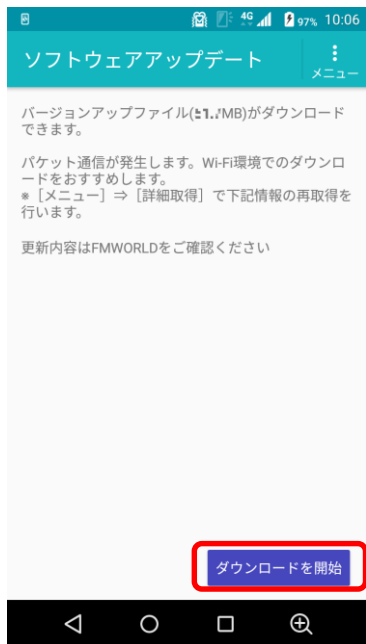 4G 97% 10:06
ソフトウェアアップデート
メニュー
バージョンアップファイル(MB)がダウンロード
できます。
パケット通信が発生します。Wi-Fi環境でのダウンロ
ードをおすすめします。
※［メニュー］⇒［詳細取得］で下記情報の再取得を
行います。
更新内容はFMWORLDをご確認ください
ダウンロードを開始